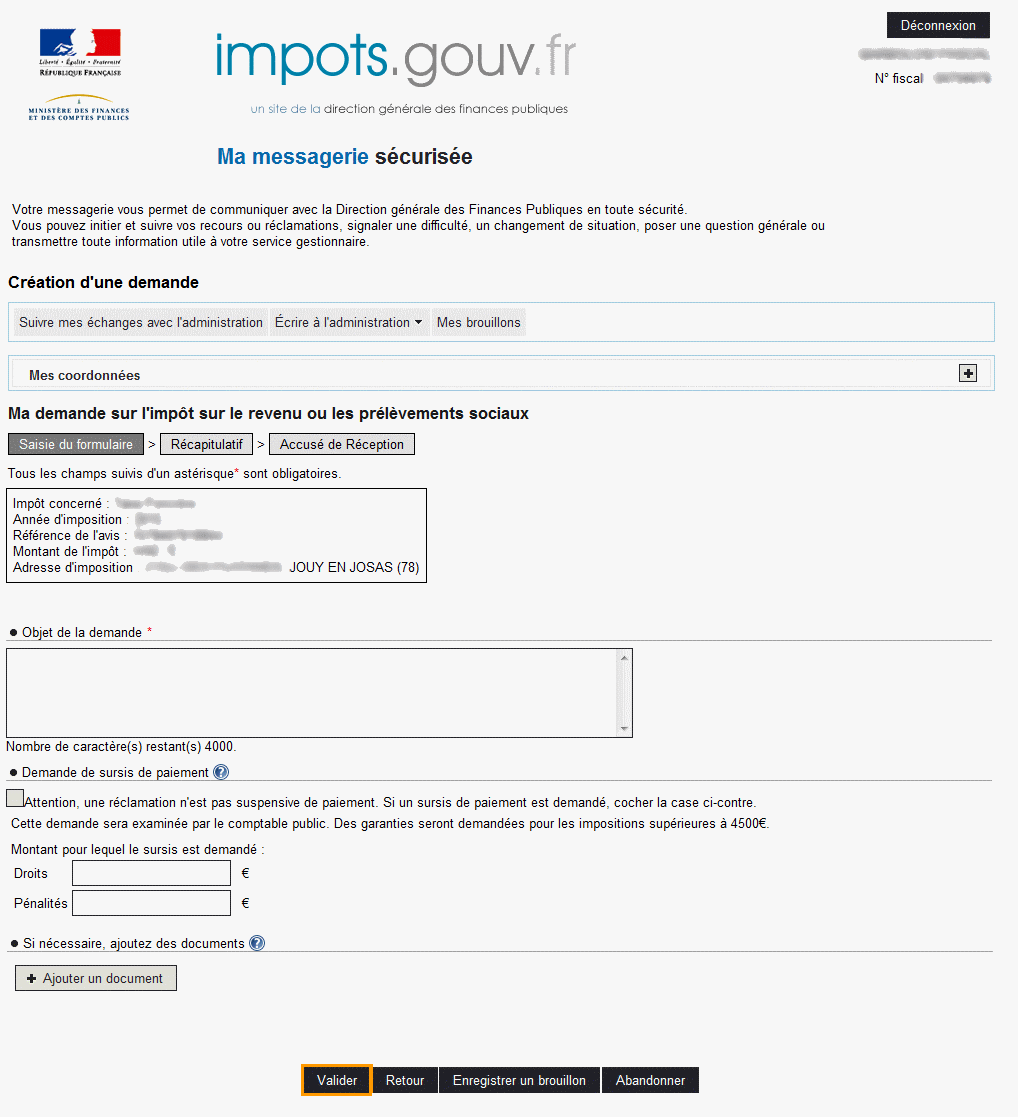 Déconnexion
Liberté • Égalité • Fraternité
RÉPUBLIQUE FRANÇAISE
impots.gouv.fr
N° fiscal
MINISTÈRE DES FINANCES
ET DES COMPTES PUBLICS
un site de la direction générale des finances publiques
Ma messagerie sécurisée
Votre messagerie vous permet de communiquer avec la Direction générale des Finances Publiques en toute sécurité.
Vous pouvez initier et suivre vos recours ou réclamations, signaler une difficulté, un changement de situation, poser une question générale ou
transmettre toute information utile à votre service gestionnaire.
Création d'une demande
Suivre mes échanges avec l'administration Écrire à l'administration Mes brouillons
Mes coordonnées
Ma demande sur l'impôt sur le revenu ou les prélèvements sociaux
Saisie du formulaire > Récapitulatif > Accusé de Réception
Tous les champs suivis d'un astérisque* sont obligatoires.
Impôt concerné :
Année d'imposition :
Référence de l'avis :
Montant de l'impôt :
Adresse d'imposition JOUY EN JOSAS (78)
● Objet de la demande *
Nombre de caractère(s) restant(s) 4000.
● Demande de sursis de paiement ?
Attention, une réclamation n'est pas suspensive de paiement. Si un sursis de paiement est demandé, cocher la case ci-contre.
Cette demande sera examinée par le comptable public. Des garanties seront demandées pour les impositions supérieures à 4500€.
Montant pour lequel le sursis est demandé :
Droits €
Pénalités €
● Si nécessaire, ajoutez des documents ?
+ Ajouter un document
Valider Retour Enregistrer un brouillon Abandonner